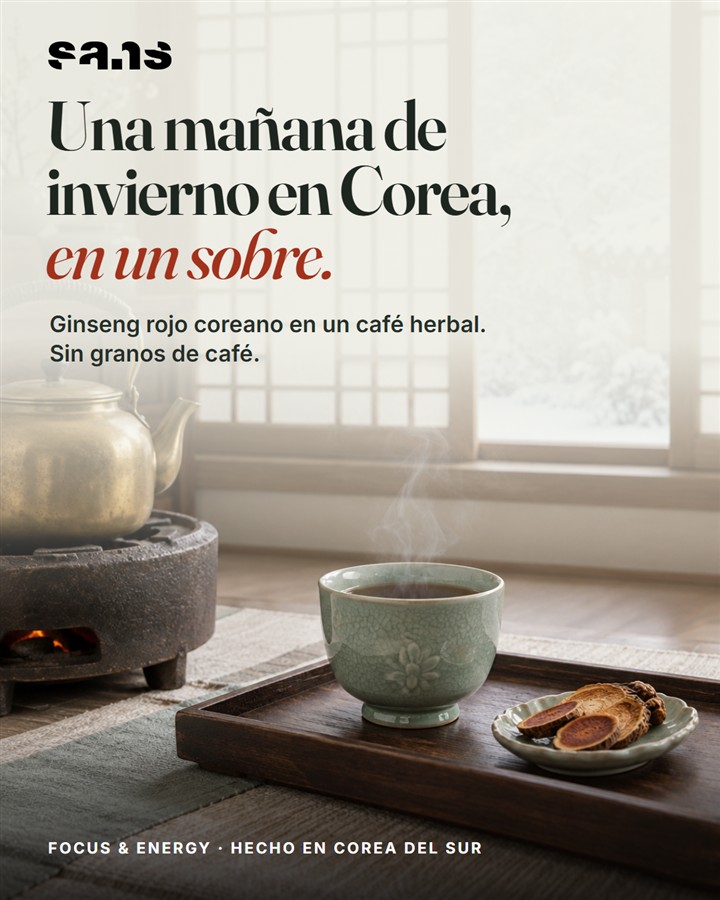 sans
Una mañana de
invierno en Corea,
en un sobre.
Ginseng rojo coreano en un café herbal.
Sin granos de café.
FOCUS & ENERGY · HECHO EN COREA DEL SUR